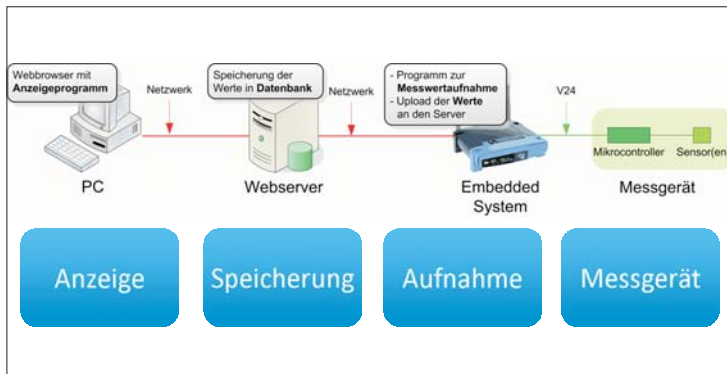 Webbrowser mit
Anzeigeprogramm
Netzwerk
Speicherung der
Werte in Datenbank
Netzwerk
- Programm zur
Messwertaufnahme
- Upload der Werte
an den Server
V24
Mikrocontroller
Sensor(en
PC
Webserver
Embedded
System
Messgerät
Anzeige
Speicherung
Aufnahme
Messgerät